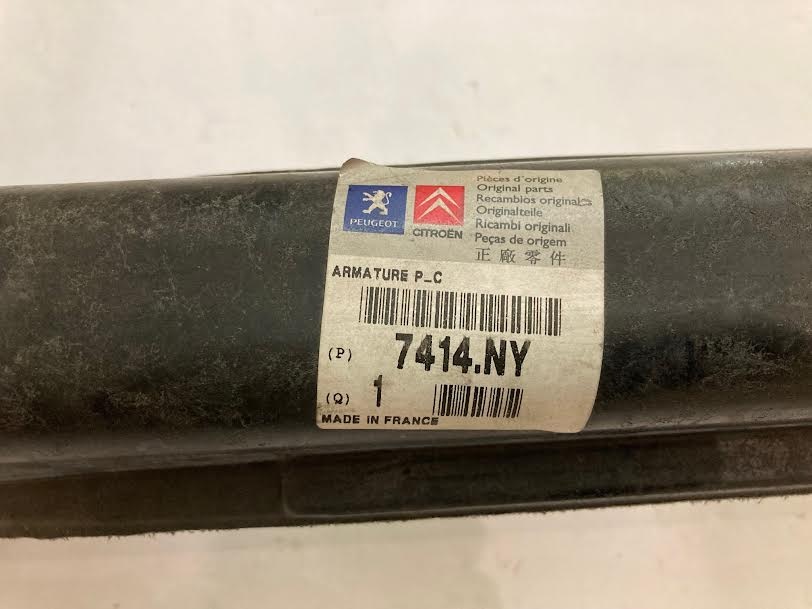 PEUGEOT
CITROËN
Pièces d'origine
Original parts
Recambios originales
Originalteile
Ricambi originali
Peças de origem
正廠零件
ARMATURE P_C
(P) 7414.NY
(Q) 1
MADE IN FRANCE